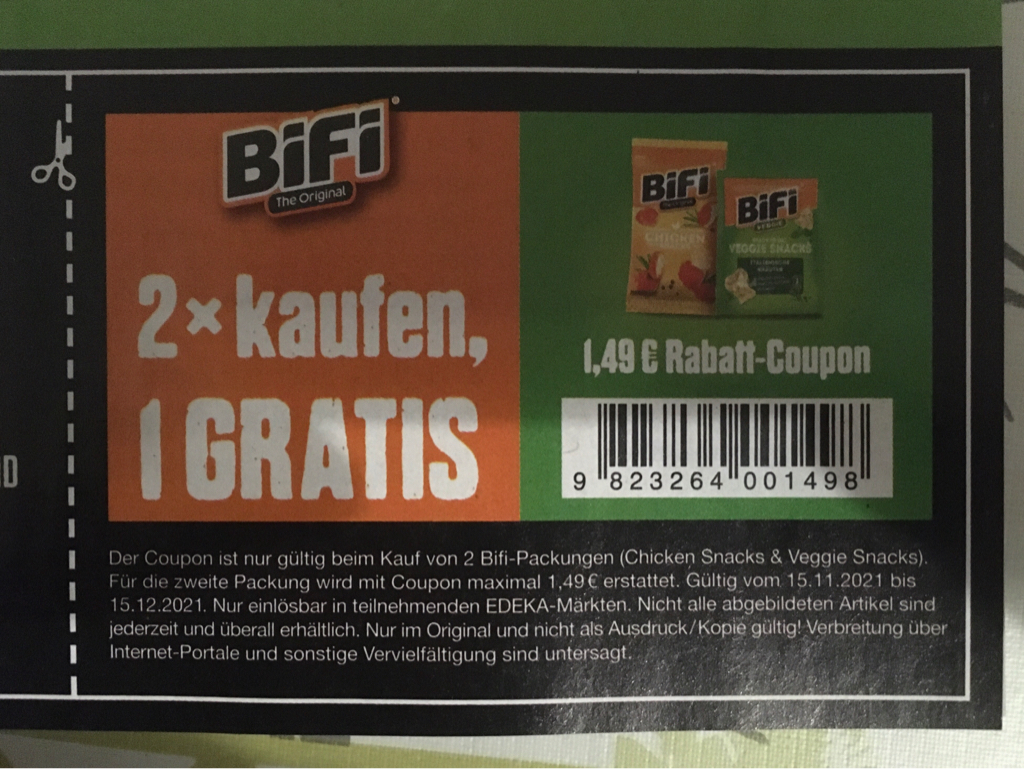 BiFi
The Original
2x kaufen,
1 GRATIS
BiFi
CHICKEN
BiFi
VEGGIE
VEGGIE SNACKS
1,49 € Rabatt-Coupon
9 823264 001498
Der Coupon ist nur gültig beim Kauf von 2 Bifi-Packungen (Chicken Snacks & Veggie Snacks).
Für die zweite Packung wird mit Coupon maximal 1,49 € erstattet. Gültig vom 15.11.2021 bis
15.12.2021. Nur einlösbar in teilnehmenden EDEKA-Märkten. Nicht alle abgebildeten Artikel sind
jederzeit und überall erhältlich. Nur im Original und nicht als Ausdruck/Kopie gültig! Verbreitung über
Internet-Portale und sonstige Vervielfältigung sind untersagt.